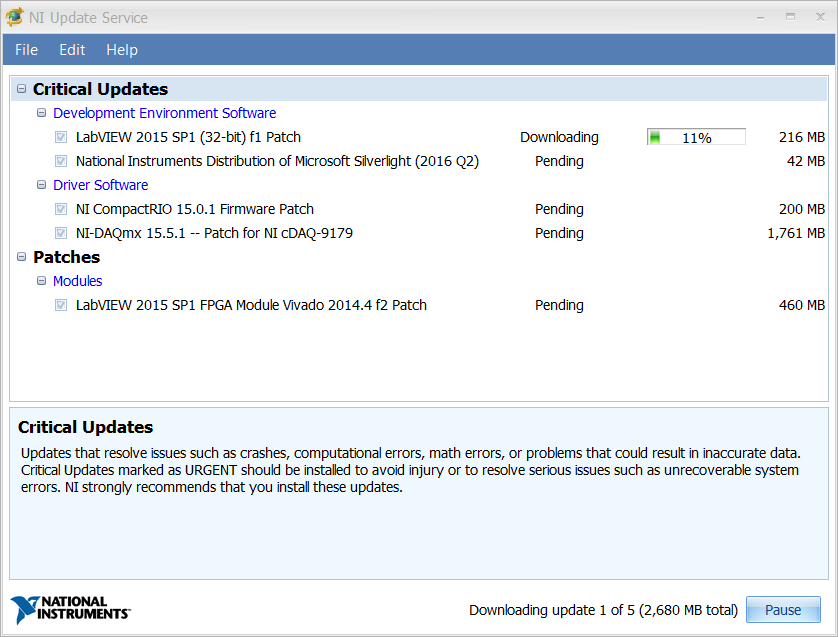 NI Update Service
File Edit Help
Critical Updates
Development Environment Software
LabVIEW 2015 SP1 (32-bit) f1 Patch Downloading 11% 216 MB
National Instruments Distribution of Microsoft Silverlight (2016 Q2) Pending 42 MB
Driver Software
NI CompactRIO 15.0.1 Firmware Patch Pending 200 MB
NI-DAQmx 15.5.1 -- Patch for NI cDAQ-9179 Pending 1,761 MB
Patches
Modules
LabVIEW 2015 SP1 FPGA Module Vivado 2014.4 f2 Patch Pending 460 MB
Critical Updates
Updates that resolve issues such as crashes, computational errors, math errors, or problems that could result in inaccurate data.
Critical Updates marked as URGENT should be installed to avoid injury or to resolve serious issues such as unrecoverable system
errors. NI strongly recommends that you install these updates.
NATIONAL
INSTRUMENTS
Downloading update 1 of 5 (2,680 MB total) Pause